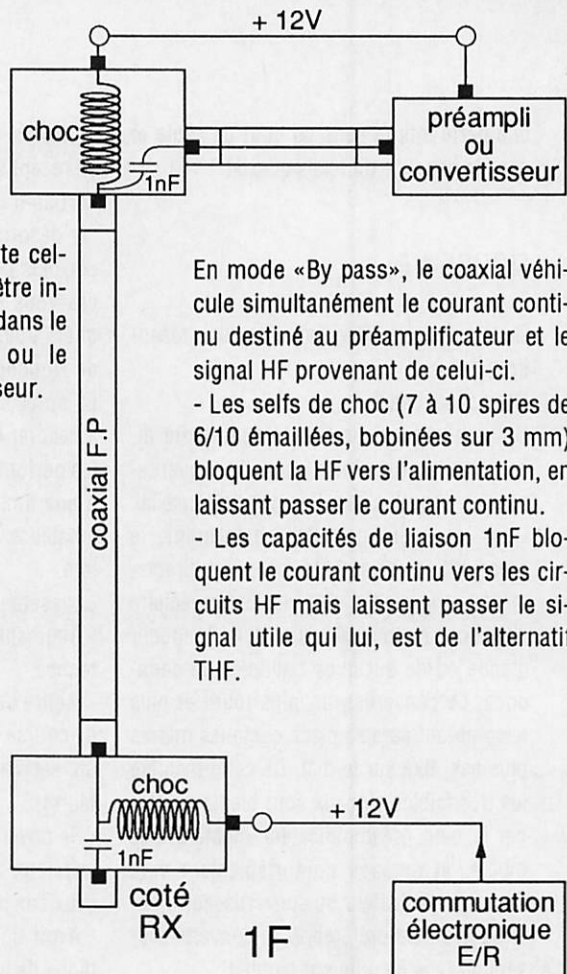 + 12V
choc
1nF
préampli
ou
convertisseur
te cel-
être in-
dans le
ou le
seur.
En mode «By pass», le coaxial véhi-
cule simultanément le courant conti-
nu destiné au préamplificateur et le
signal HF provenant de celui-ci.
- Les selfs de choc (7 à 10 spires de
6/10 émaillées, bobinées sur 3 mm)
bloquent la HF vers l'alimentation, en
laissant passer le courant continu.
- Les capacités de liaison 1nF blo-
quent le courant continu vers les cir-
cuits HF mais laissent passer le si-
gnal utile qui lui, est de l'alternatif
THF.
coaxial F.P
choc
1nF
+ 12V
coté
RX
1F
commutation
électronique
E/R